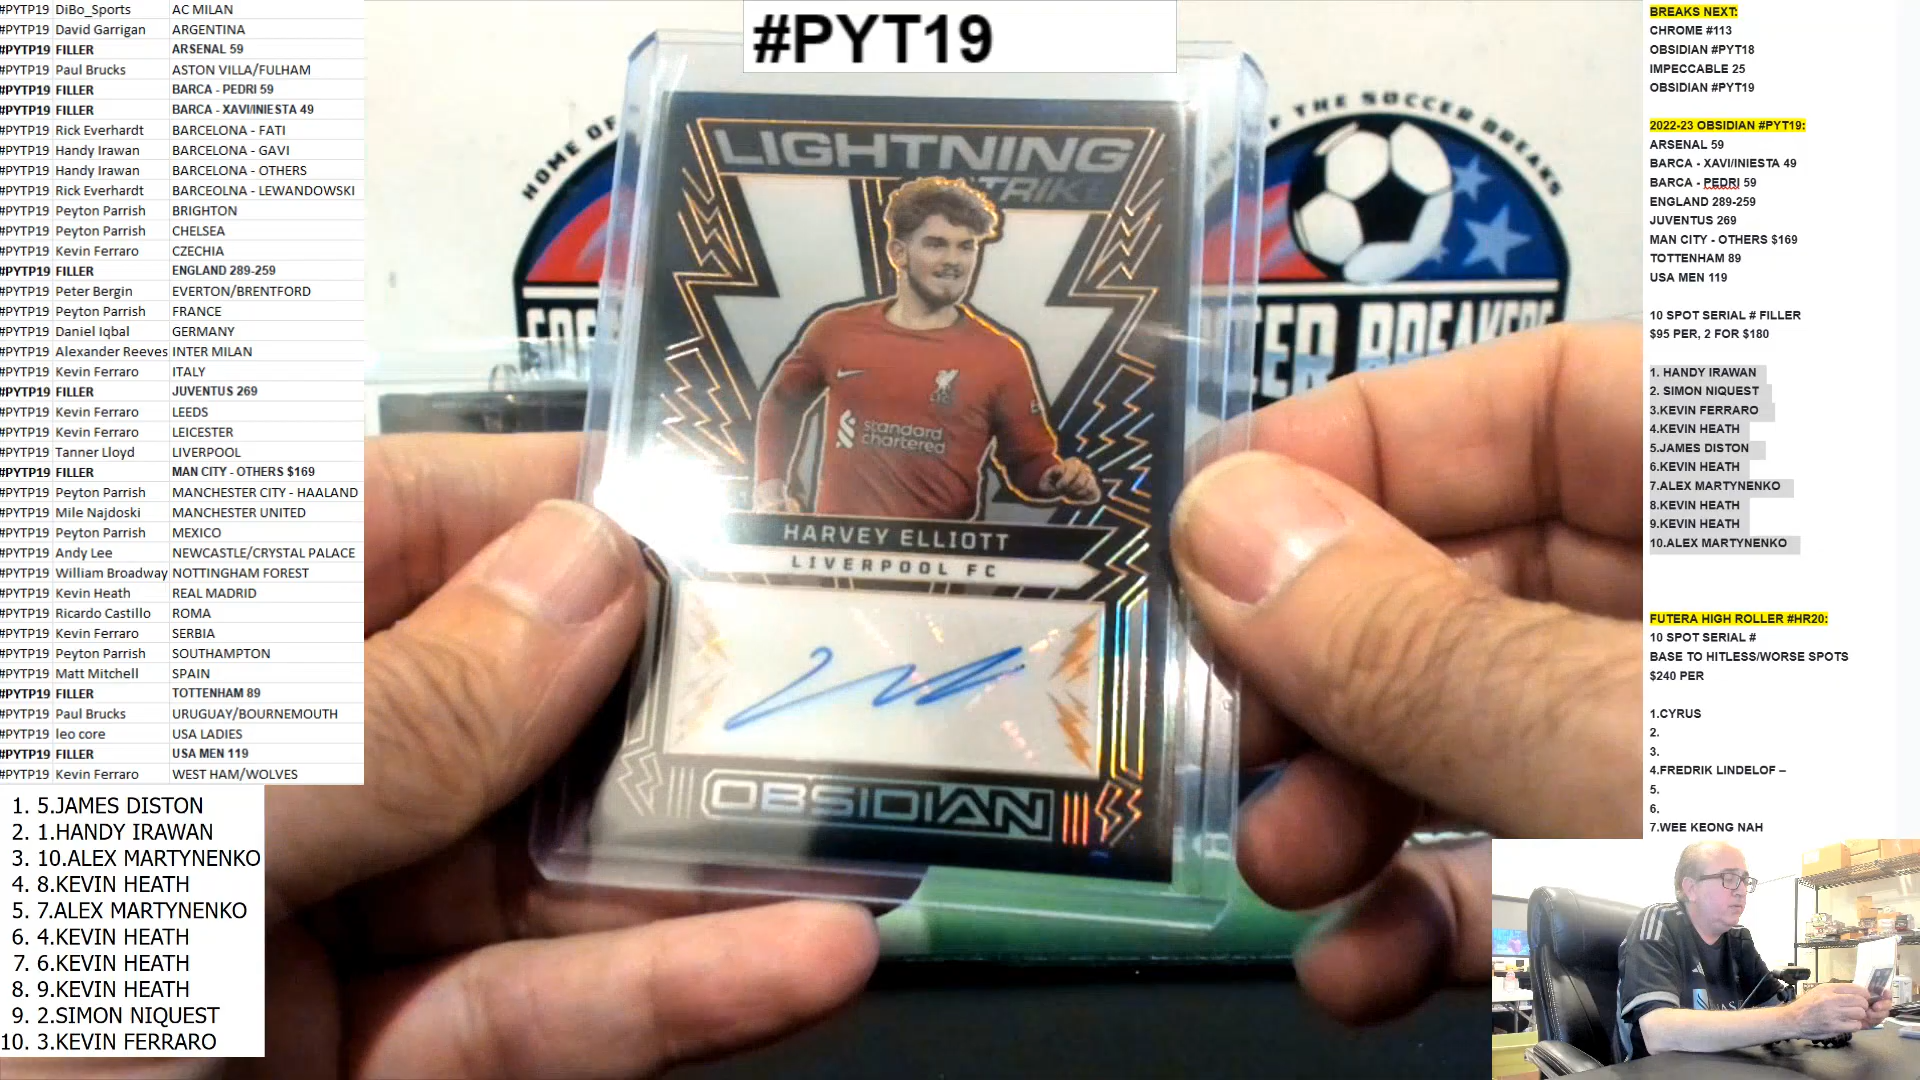 #PYTP19 DiBo_Sports AC MILAN
#PYTP19 David Garrigan ARGENTINA
#PYTP19 FILLER ARSENAL 59
#PYTP19 Paul Brucks ASTON VILLA/FULHAM
#PYTP19 FILLER BARCA - PEDRI 59
#PYTP19 FILLER BARCA - XAVI/INIESTA 49
#PYTP19 Rick Everhardt BARCELONA - FATI
#PYTP19 Handy Irawan BARCELONA - GAVI
#PYTP19 Handy Irawan BARCELONA - OTHERS
#PYTP19 Rick Everhardt BARCEOLNA - LEWANDOWSKI
#PYTP19 Peyton Parrish BRIGHTON
#PYTP19 Peyton Parrish CHELSEA
#PYTP19 Kevin Ferraro CZECHIA
#PYTP19 FILLER ENGLAND 289-259
#PYTP19 Peter Bergin EVERTON/BRENTFORD
#PYTP19 Peyton Parrish FRANCE
#PYTP19 Daniel Iqbal GERMANY
#PYTP19 Alexander Reeves INTER MILAN
#PYTP19 Kevin Ferraro ITALY
#PYTP19 FILLER JUVENTUS 269
#PYTP19 Kevin Ferraro LEEDS
#PYTP19 Kevin Ferraro LEICESTER
#PYTP19 Tanner Lloyd LIVERPOOL
#PYTP19 FILLER MAN CITY - OTHERS $169
#PYTP19 Peyton Parrish MANCHESTER CITY - HAALAND
#PYTP19 Mile Najdoski MANCHESTER UNITED
#PYTP19 Peyton Parrish MEXICO
#PYTP19 Andy Lee NEWCASTLE/CRYSTAL PALACE
#PYTP19 William Broadway NOTTINGHAM FOREST
#PYTP19 Kevin Heath REAL MADRID
#PYTP19 Ricardo Castillo ROMA
#PYTP19 Kevin Ferraro SERBIA
#PYTP19 Peyton Parrish SOUTHAMPTON
#PYTP19 Matt Mitchell SPAIN
#PYTP19 FILLER TOTTENHAM 89
#PYTP19 Paul Brucks URUGUAY/BOURNEMOUTH
#PYTP19 leo core USA LADIES
#PYTP19 FILLER USA MEN 119
#PYTP19 Kevin Ferraro WEST HAM/WOLVES
1. 5.JAMES DISTON
2. 1.HANDY IRAWAN
3. 10.ALEX MARTYNENKO
4. 8.KEVIN HEATH
5. 7.ALEX MARTYNENKO
6. 4.KEVIN HEATH
7. 6.KEVIN HEATH
8. 9.KEVIN HEATH
9. 2.SIMON NIQUEST
10. 3.KEVIN FERRARO
#PYT19
HOME OF
THE SOCCER BREAKS
LIGHTNING
STRIKE
standard
chartered
HARVEY ELLIOTT
LIVERPOOL FC
OBSIDIAN
BREAKS NEXT:
CHROME #113
OBSIDIAN #PYT18
IMPECCABLE 25
OBSIDIAN #PYT19
2022-23 OBSIDIAN #PYT19:
ARSENAL 59
BARCA - XAVI/INIESTA 49
BARCA - PEDRI 59
ENGLAND 289-259
JUVENTUS 269
MAN CITY - OTHERS $169
TOTTENHAM 89
USA MEN 119
10 SPOT SERIAL # FILLER
$95 PER, 2 FOR $180
1. HANDY IRAWAN
2. SIMON NIQUEST
3.KEVIN FERRARO
4.KEVIN HEATH
5.JAMES DISTON
6.KEVIN HEATH
7.ALEX MARTYNENKO
8.KEVIN HEATH
9.KEVIN HEATH
10.ALEX MARTYNENKO
FUTERA HIGH ROLLER #HR20:
10 SPOT SERIAL #
BASE TO HITLESS/WORSE SPOTS
$240 PER
1.CYRUS
2.
3.
4.FREDRIK LINDELOF –
5.
6.
7.WEE KEONG NAH